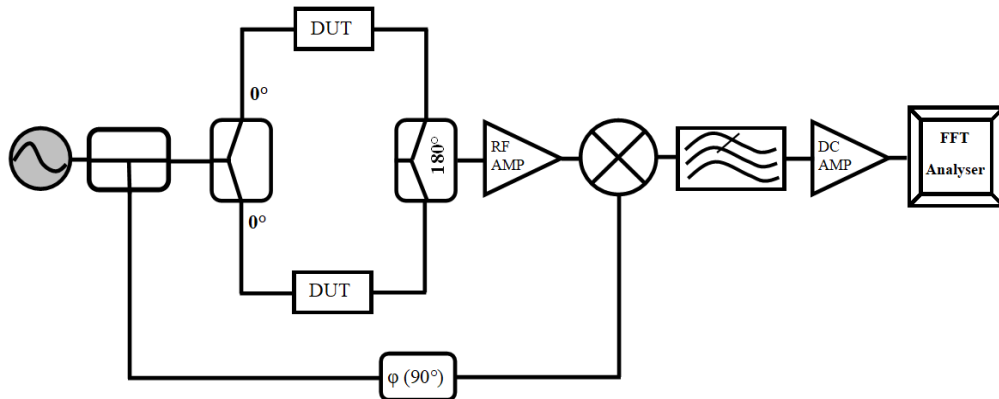 DUT
0°
180°
RF
AMP
DC
AMP
FFT
Analyser
0°
DUT
φ (90°)